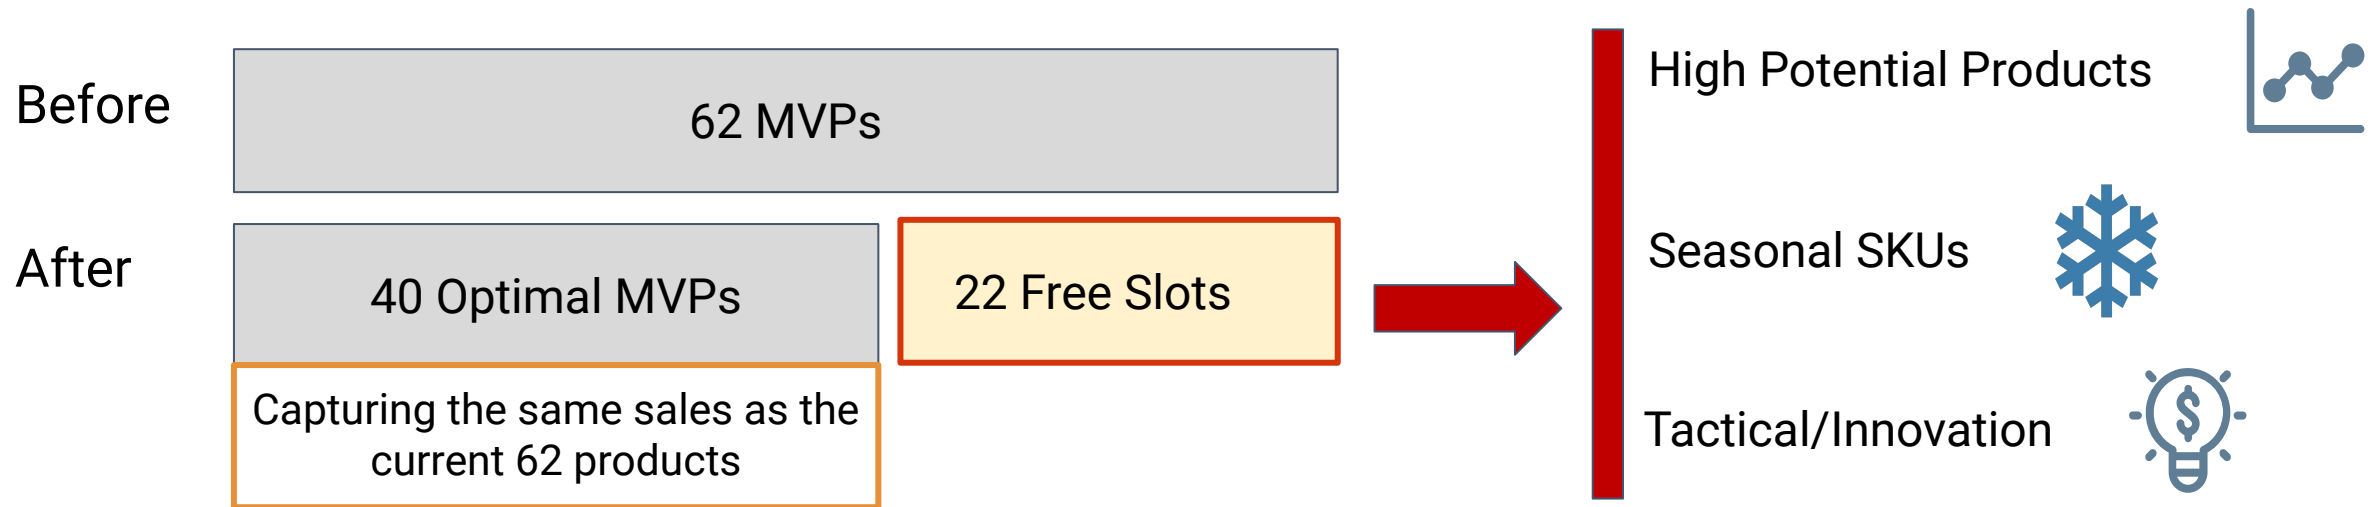 Before
62 MVPs
After
40 Optimal MVPs
22 Free Slots
Capturing the same sales as the
current 62 products
High Potential Products
Seasonal SKUs
Tactical/Innovation
$